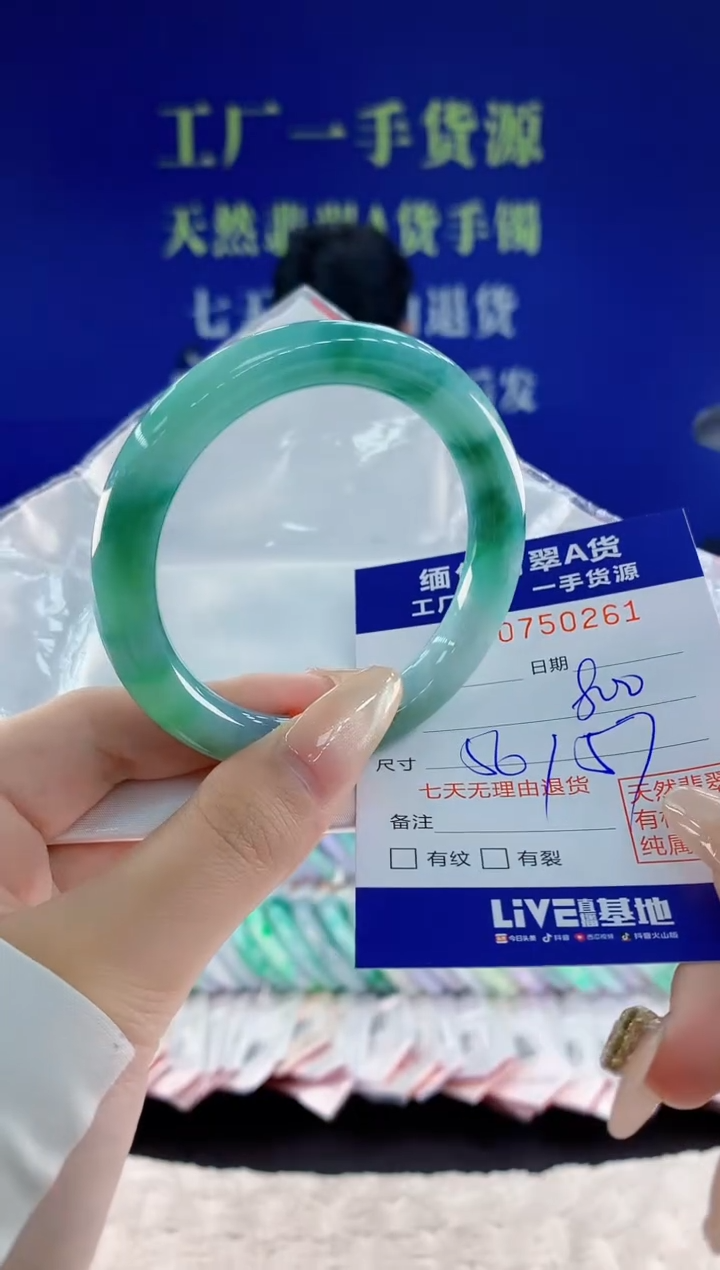 工厂一手货源
天然翡翠A货手镯
七天 由退货
发
缅 翠A货
工厂 一手货源
0750261
日期
800
尺寸 56/57
七天无理由退货
天然翡翠
有
纯属
备注
有纹 有裂
LiVE直播基地
今日头条 抖音 西瓜视频 抖音火山版